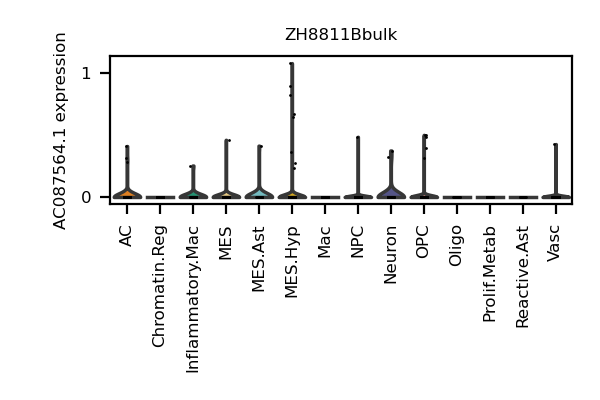 ZH8811Bbulk
AC087564.1 expression
1
0
AC
Chromatin.Reg
Inflammatory.Mac
MES
MES.Ast
MES.Hyp
Mac
NPC
Neuron
OPC
Oligo
Prolif.Metab
Reactive.Ast
Vasc